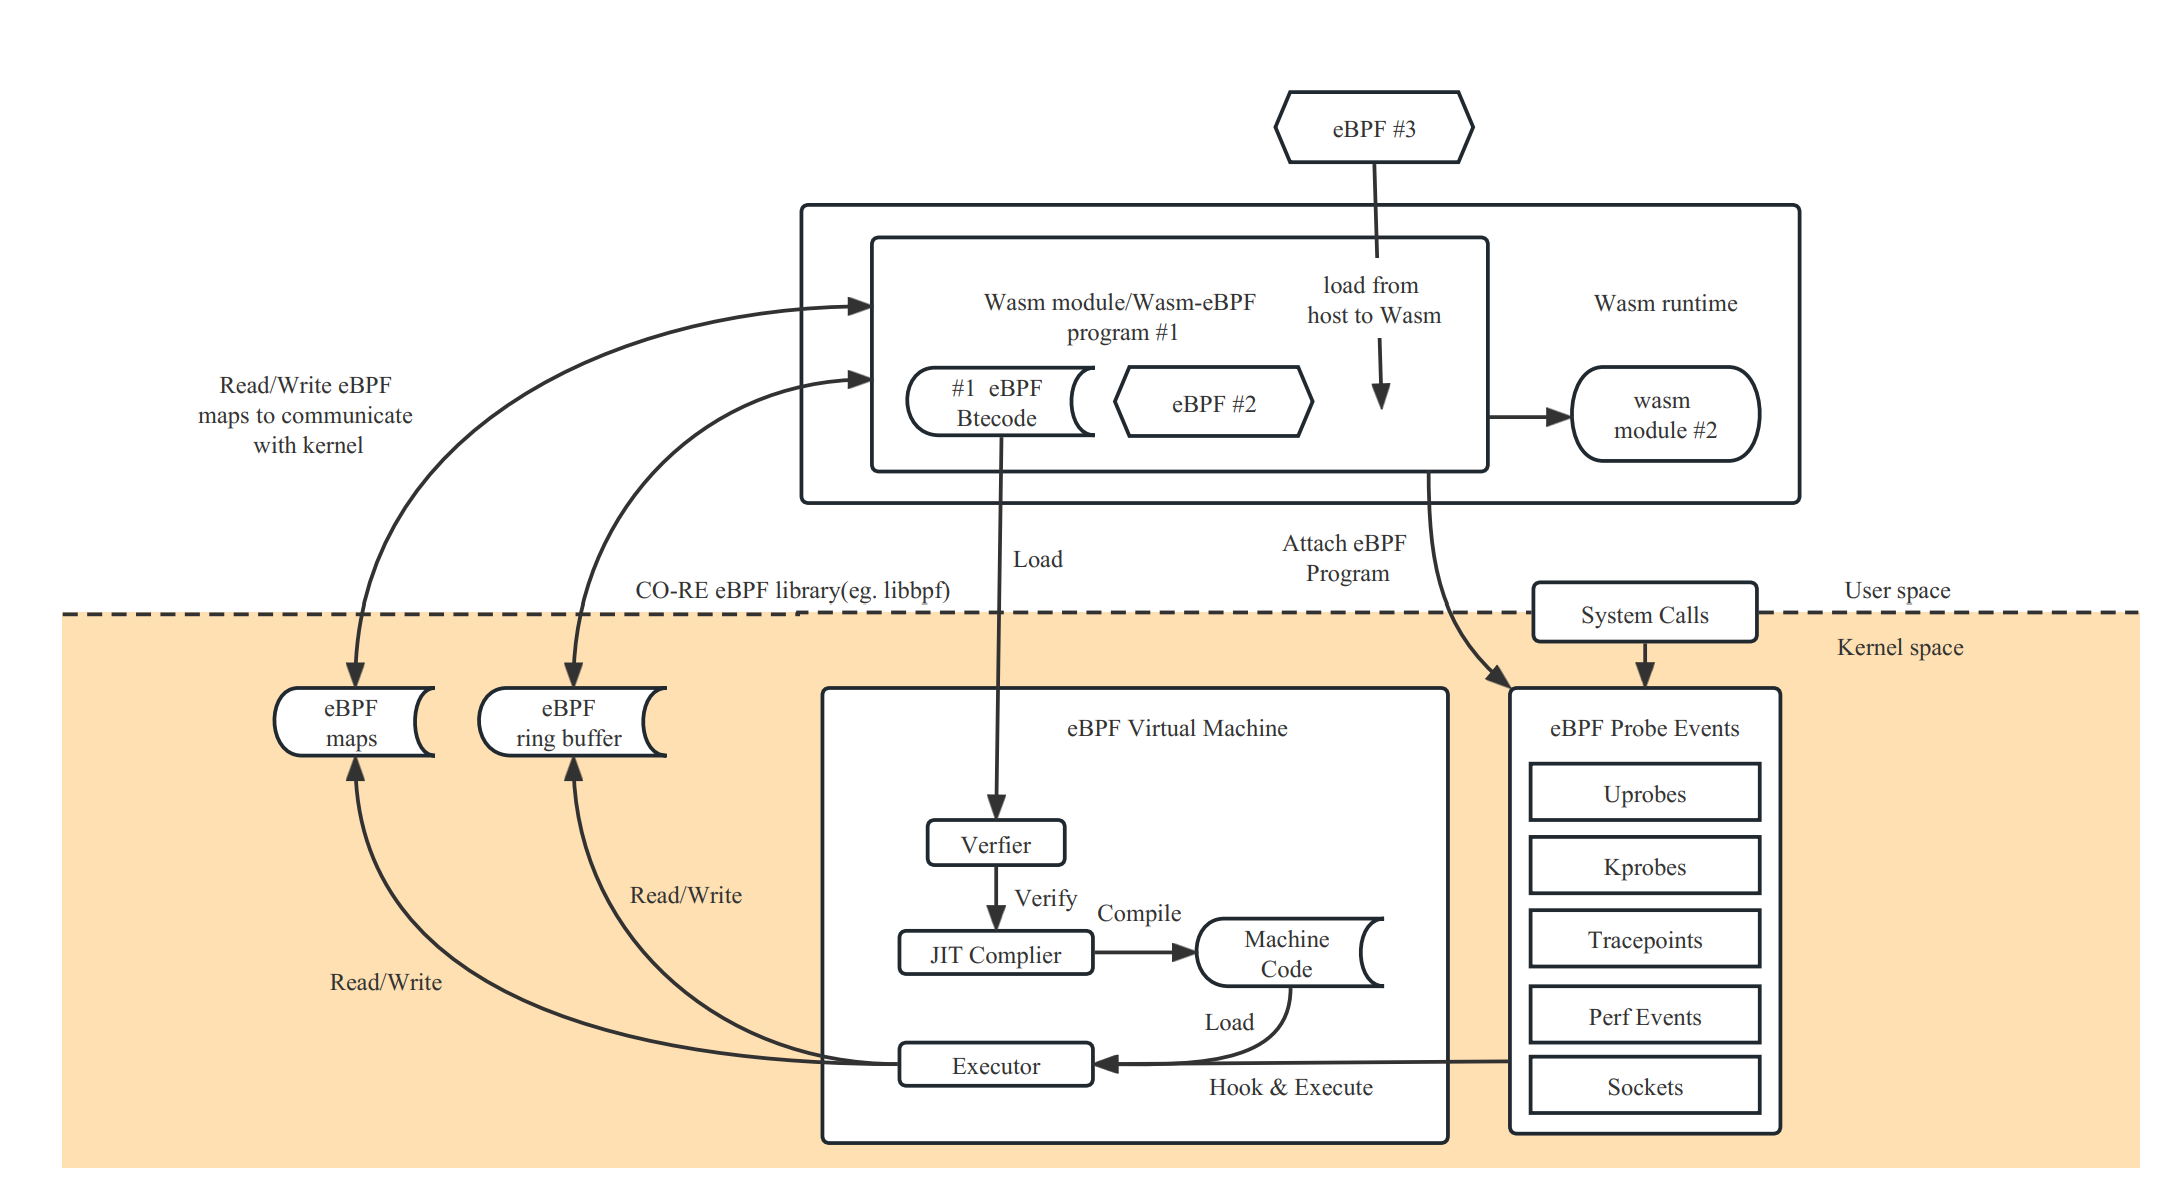 eBPF #3
load from
host to Wasm
Wasm module/Wasm-eBPF
program #1
Wasm runtime
#1  eBPF
Btecode
eBPF #2
wasm
module #2
Read/Write eBPF
maps to communicate
with kernel
Load
Attach eBPF
Program
CO-RE eBPF library(eg. libbpf)
System Calls
User space
Kernel space
eBPF
maps
eBPF
ring buffer
eBPF Virtual Machine
eBPF Probe Events
Uprobes
Verfier
Kprobes
Read/Write
Verify
Compile
JIT Complier
Machine
Code
Tracepoints
Read/Write
Load
Perf Events
Executor
Hook & Execute
Sockets